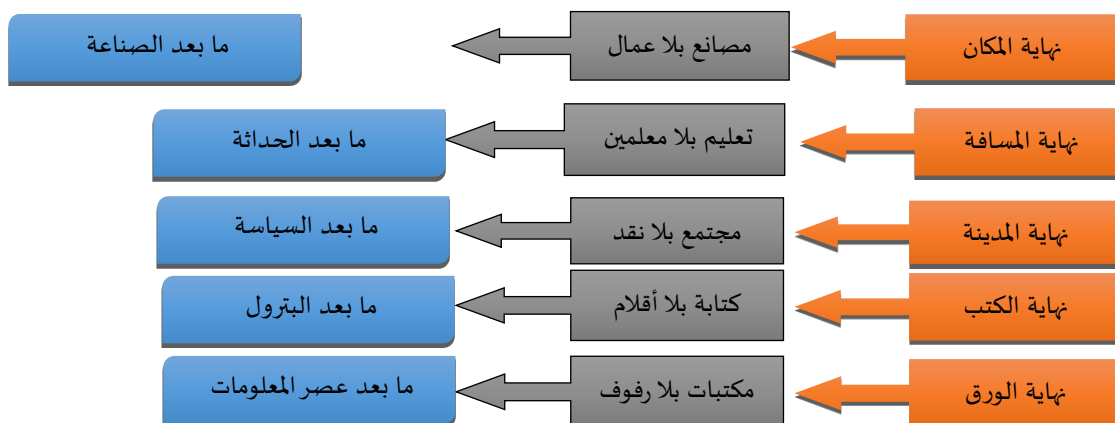 نهاية المكان
مصانع بلا عمال
ما بعد الصناعة
نهاية المسافة
تعليم بلا معلمين
ما بعد الحداثة
نهاية المدينة
مجتمع بلا نقد
ما بعد السياسة
نهاية الكتب
كتابة بلا أقلام
ما بعد البترول
نهاية الورق
مكتبات بلا رفوف
ما بعد عصر المعلومات